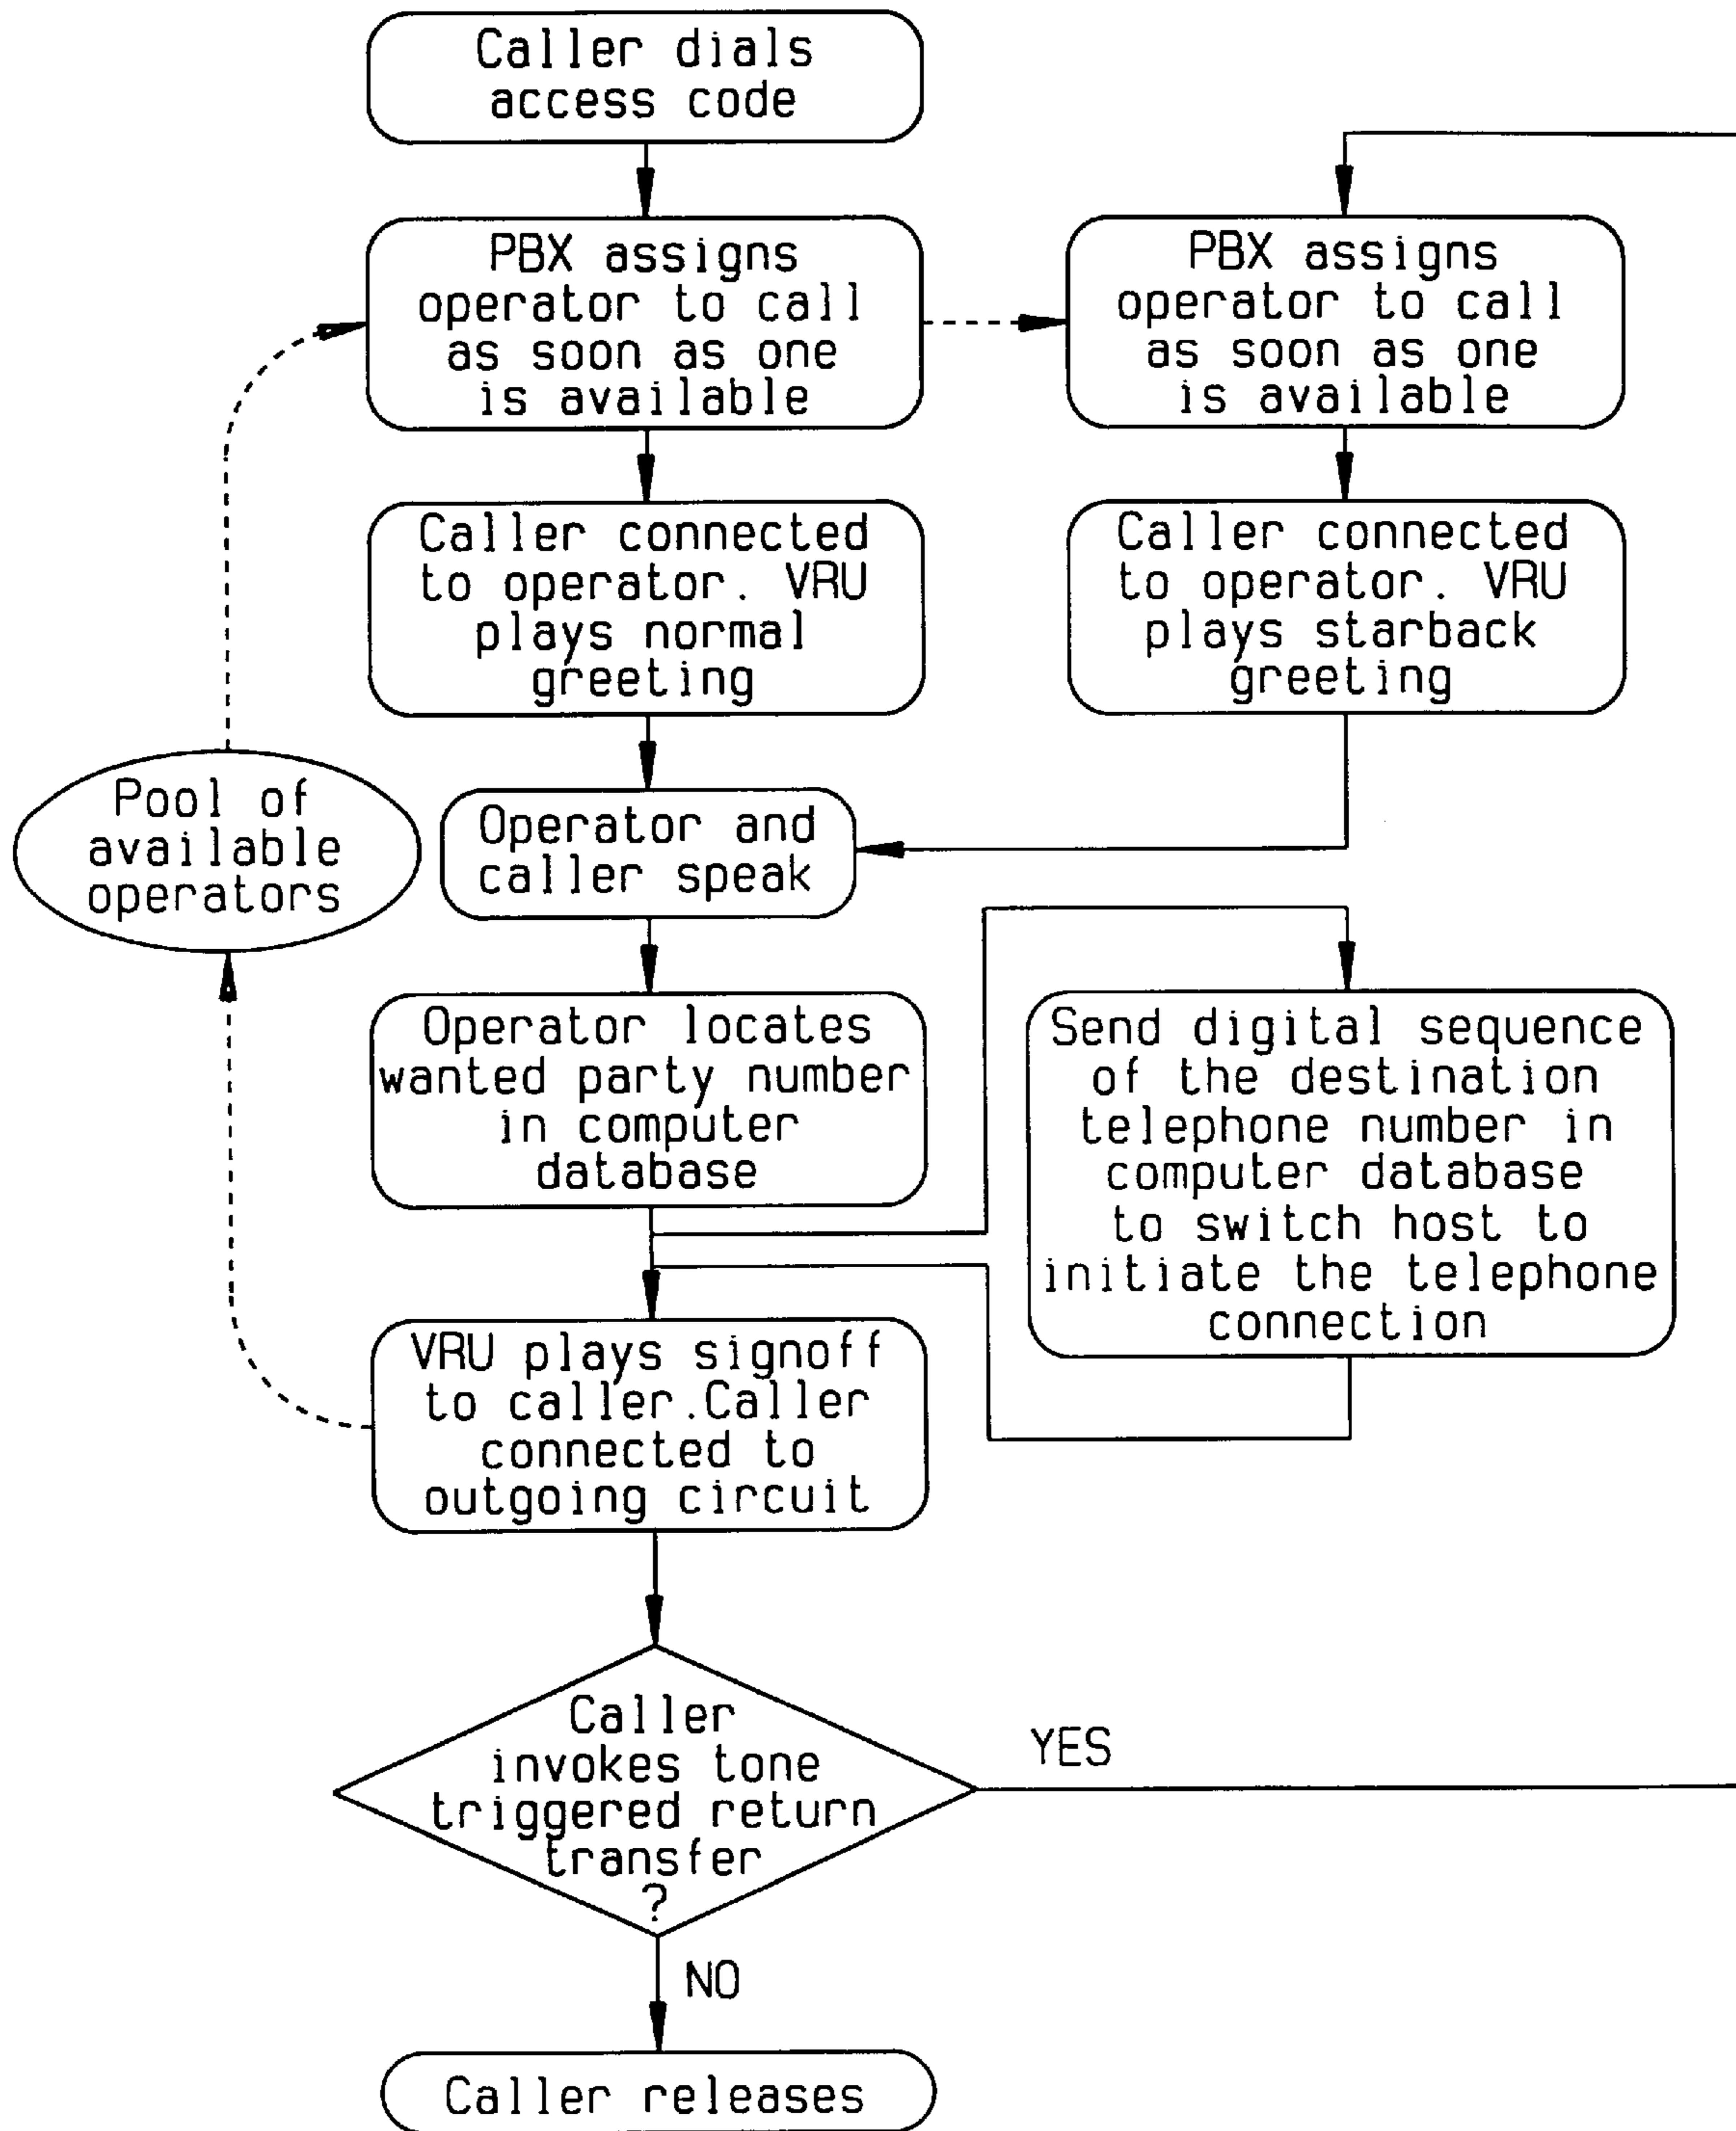 Caller dials
access code
PBX assigns
operator to call
as soon as one
is available
PBX assigns
operator to call
as soon as one
is available
Caller connected
to operator. VRU
plays normal
greeting
Caller connected
to operator. VRU
plays starback
greeting
Pool of
available
operators
Operator and
caller speak
Operator locates
wanted party number
in computer
database
Send digital sequence
of the destination
telephone number in
computer database
to switch host to
initiate the telephone
connection
VRU plays signoff
to caller.Caller
connected to
outgoing circuit
Caller
invokes tone
triggered return
transfer
?
YES
NO
Caller releases